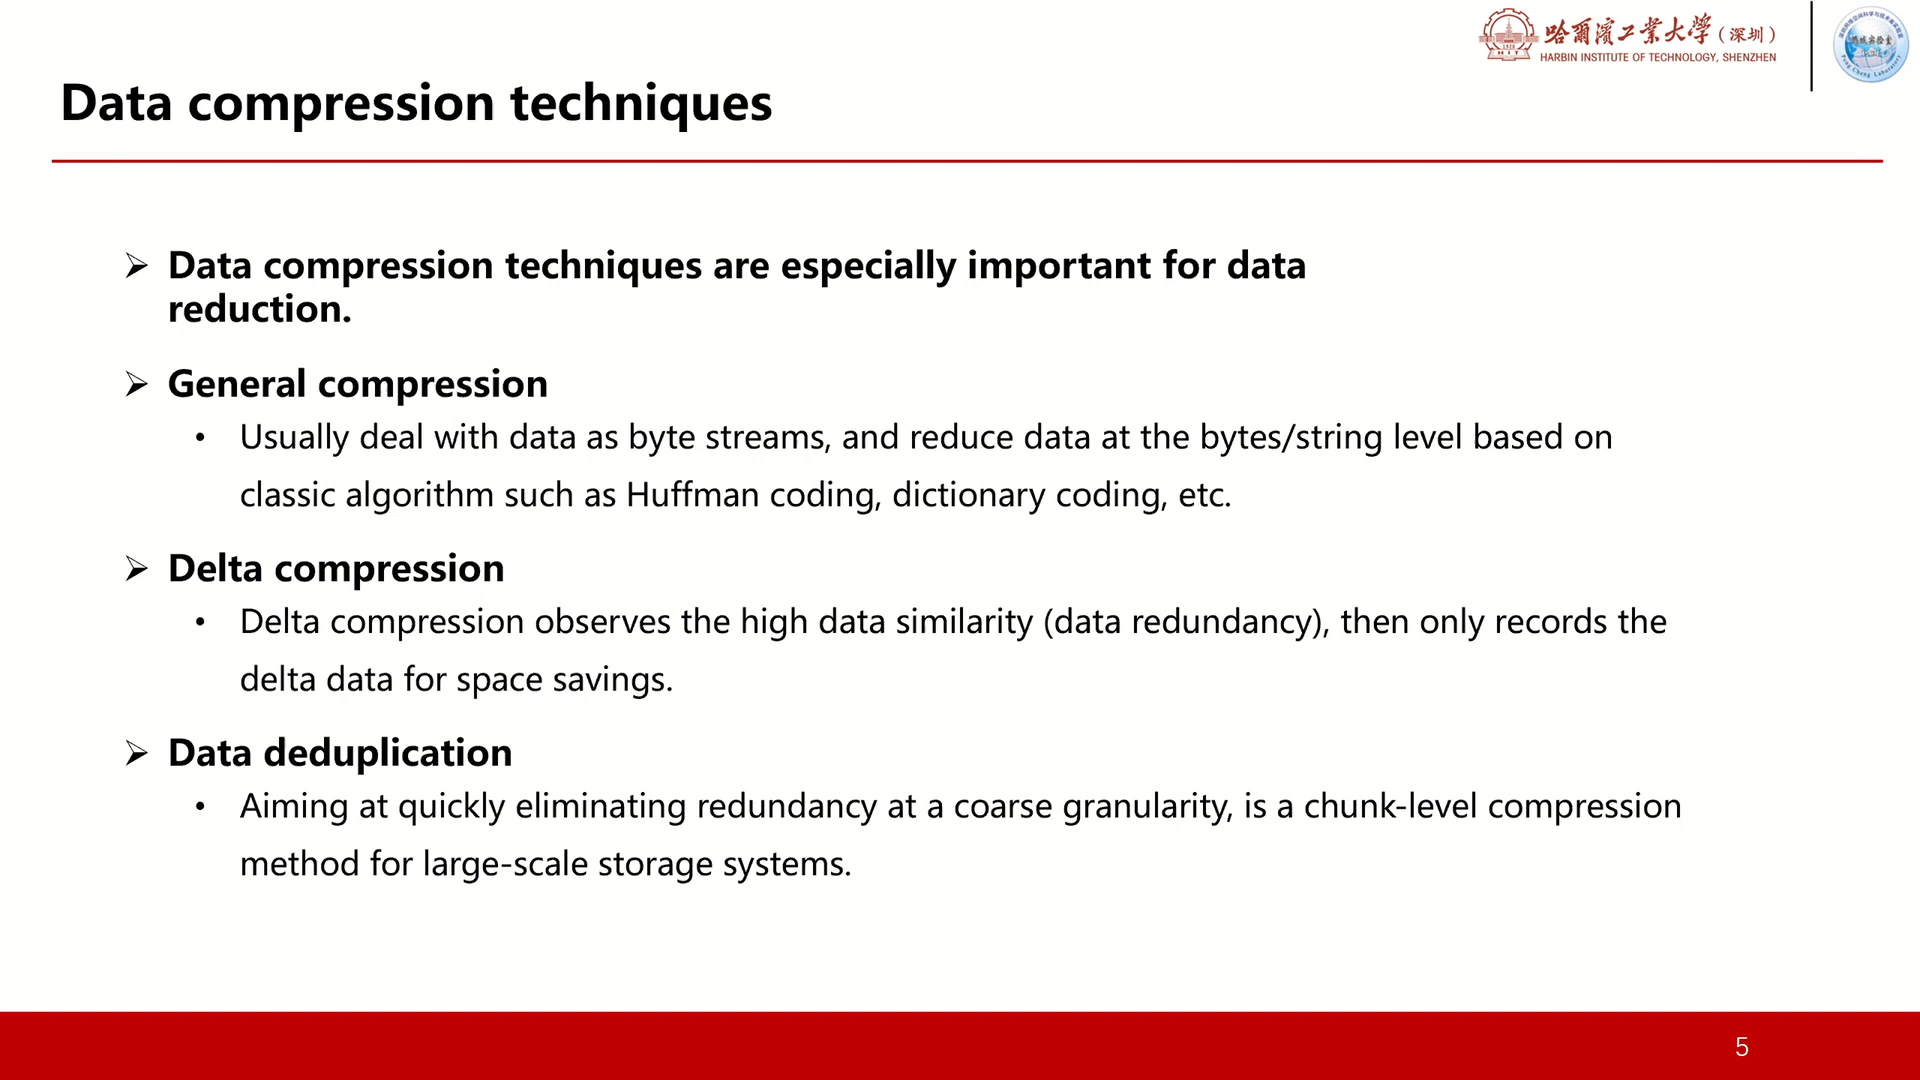 哈爾濱工業大學(深圳)
HARBIN INSTITUTE OF TECHNOLOGY, SHENZHEN
HIT
Peng Cheng Laboratory
Data compression techniques
➢ Data compression techniques are especially important for data
reduction.
➢ General compression
• Usually deal with data as byte streams, and reduce data at the bytes/string level based on
classic algorithm such as Huffman coding, dictionary coding, etc.
➢ Delta compression
• Delta compression observes the high data similarity (data redundancy), then only records the
delta data for space savings.
➢ Data deduplication
• Aiming at quickly eliminating redundancy at a coarse granularity, is a chunk-level compression
method for large-scale storage systems.
5